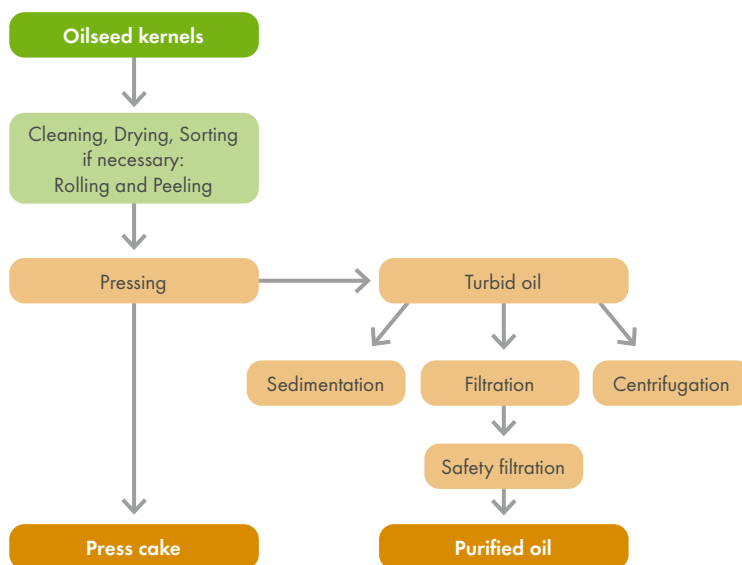 Oilseed kernels
Cleaning, Drying, Sorting
if necessary:
Rolling and Peeling
Pressing
Turbid oil
Sedimentation
Filtration
Centrifugation
Safety filtration
Press cake
Purified oil